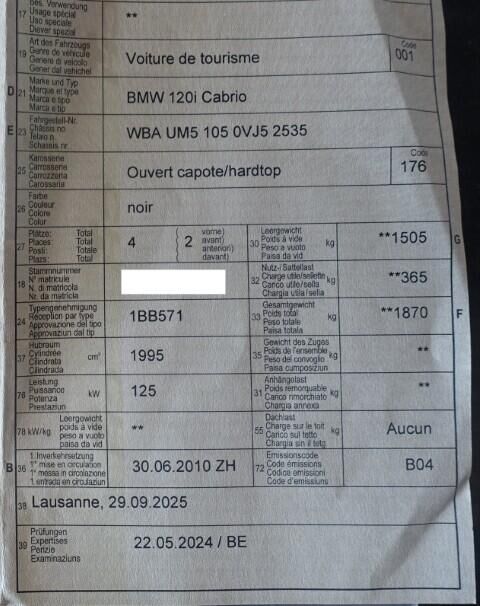 Bes. Verwendung
17 Usage spécial
Uso speciale
Diever spezial
**
19 Art des Fahrzeugs
Genre de véhicule
Genere di veicolo
Gener dal vehichel
Voiture de tourisme
Code
001
D 21 Marke und Typ
Marque et type
Marca e tipo
Marca e tip
BMW 120i Cabrio
E 23 Fahrgestell-Nr.
Châssis no
Telaio n.
Schassis nr.
WBA UM5 105 0VJ5 2535
25 Karosserie
Carrosserie
Carrozzeria
Carossaria
Ouvert capote/hardtop
Code
176
26 Farbe
Couleur
Colore
Colur
noir
27 Plätze: Total
Places: Total
Posti: Totale
Plazs: Total
4 { 2 vorne)
avant)
anteriori)
davant)
30 Leergewicht
Poids à vide
Peso a vuoto
Paisa da vid
kg
**1505 G
18 Stammnummer
N° matricule
N. di matricola
Nr. da matricla
32 Nutz-/Sattellast
Charge utile/sellette
Carico utile/sella
Chargia utila/sella
kg
**365
24 Typengenehmigung
Réception par type
Approvazione del tipo
Approvaziun dal tip
1BB571
33 Gesamtgewicht
Poids total
Peso totale
Paisa totala
kg
**1870 F
37 Hubraum
Cylindrée
Cilindrata
Cilindrada
cm³
1995
35 Gewicht des Zuges
Poids de l'ensemble
Peso del convoglio
Paisa cumposiziun
kg
**
76 Leistung
Puissance
Potenza
Prestaziun
kW
125
31 Anhängelast
Poids remorquable
Carico rimorchiato
Chargia annexa
kg
**
78 kW/kg Leergewicht
poids à vide
peso a vuoto
paisa da vid
**
55 Dachlast
Charge sur le toit
Carico sul tetto
Chargia sin il tetg
kg
Aucun
B 36 1. Inverkehrsetzung
1re mise en circulation
1a messa in circolazione
1. entrada en circulaziun
30.06.2010 ZH
72 Emissionscode
Code émissions
Codice emissioni
Code d'emissiuns
B04
38 Lausanne, 29.09.2025
39 Prüfungen
Expertises
Perizie
Examinaziuns
22.05.2024 / BE